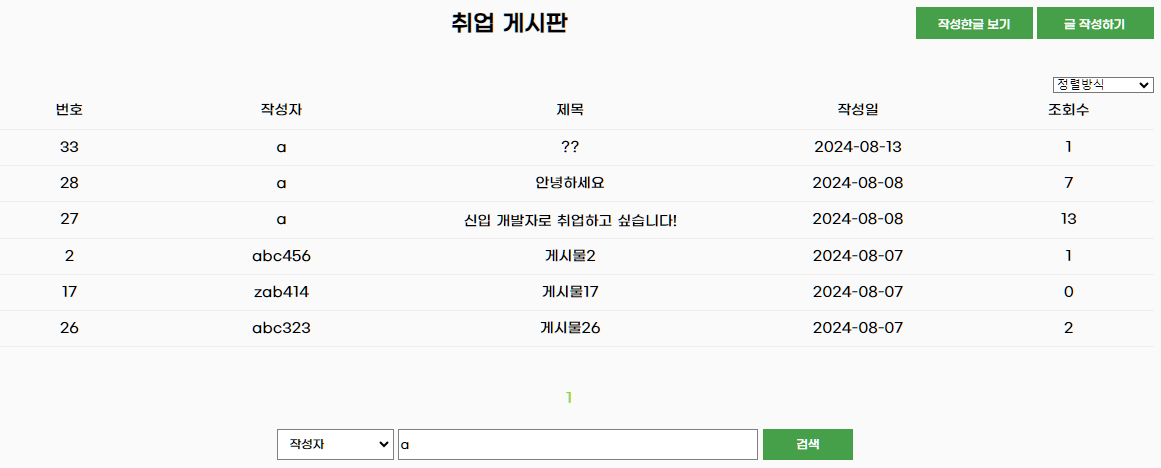 취업 게시판 작성한글 보기 글 작성하기
정렬방식
번호 작성자 제목 작성일 조회수
33 a ?? 2024-08-13 1
28 a 안녕하세요 2024-08-08 7
27 a 신입 개발자로 취업하고 싶습니다! 2024-08-08 13
2 abc456 게시물2 2024-08-07 1
17 zab414 게시물17 2024-08-07 0
26 abc323 게시물26 2024-08-07 2
1
작성자 a 검색